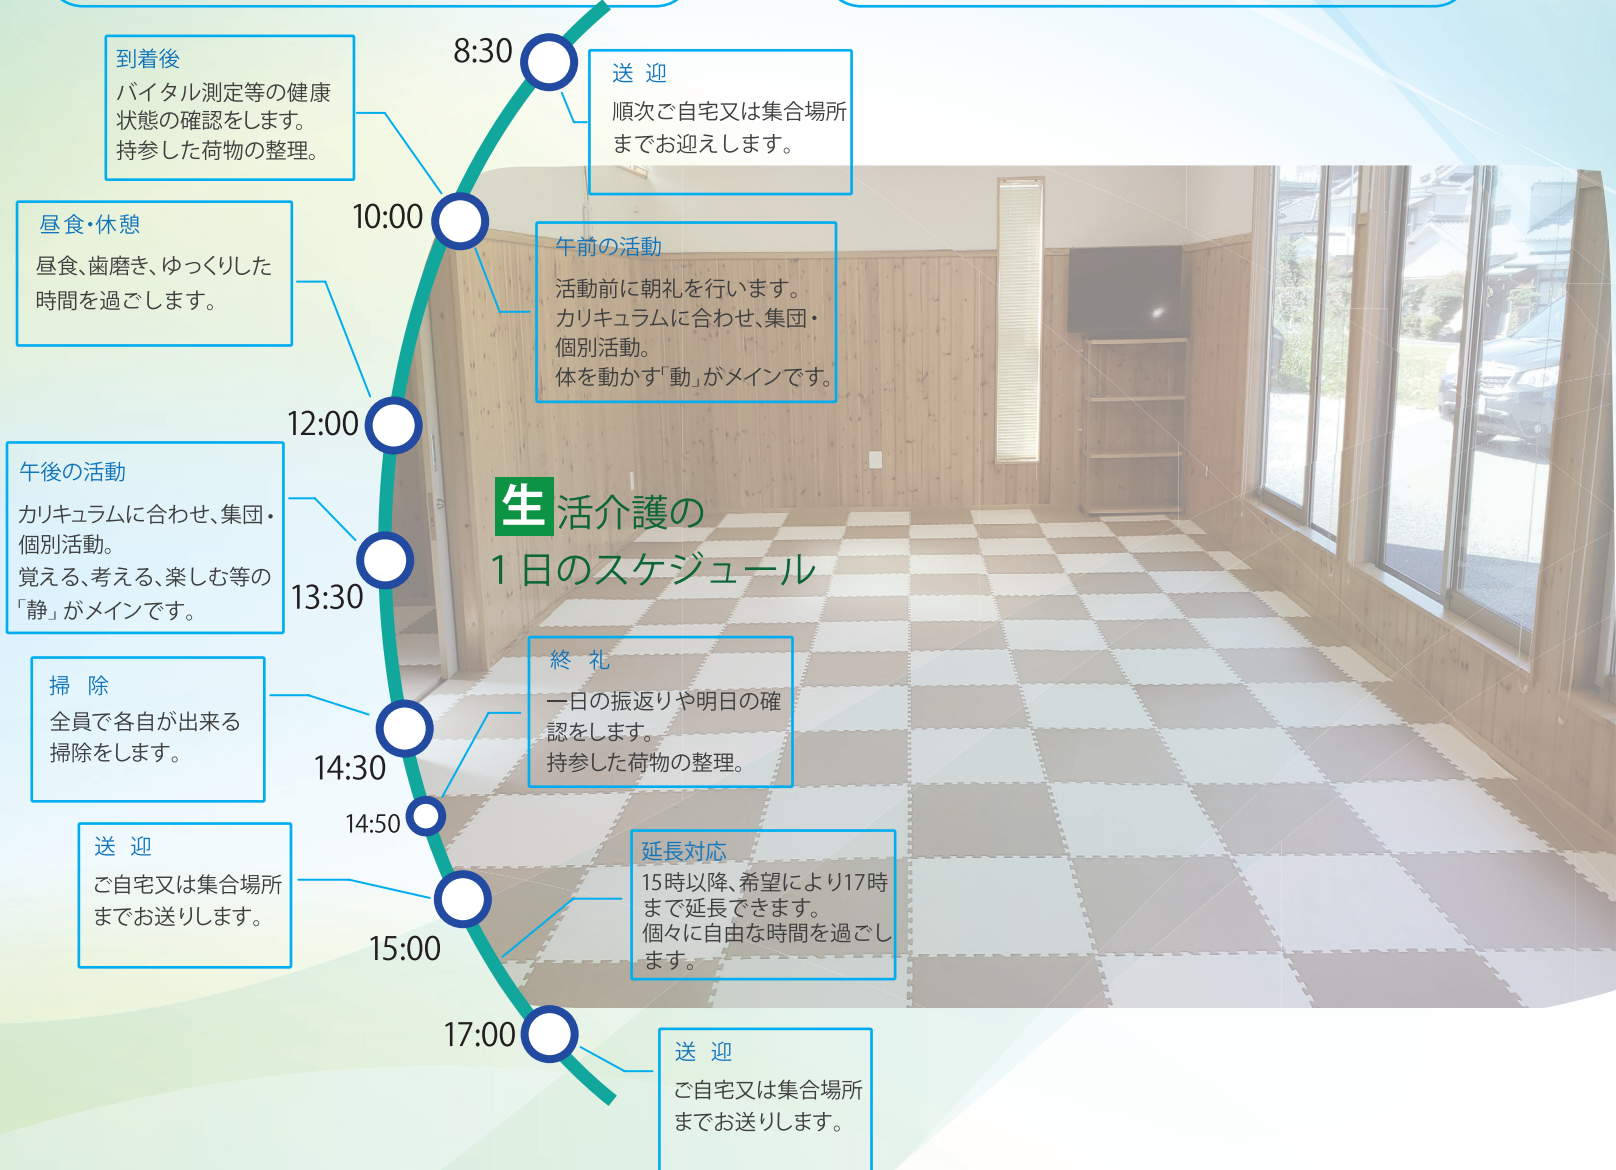 8:30
送 迎
順次ご自宅又は集合場所
までお迎えします。
到着後
バイタル測定等の健康
状態の確認をします。
持参した荷物の整理。
10:00
午前の活動
活動前に朝礼を行います。
カリキュラムに合わせ、集団・
個別活動。
体を動かす「動」がメインです。
昼食・休憩
昼食、歯磨き、ゆっくりした
時間を過ごします。
12:00
生活介護の
1日のスケジュール
午後の活動
カリキュラムに合わせ、集団・
個別活動。
覚える、考える、楽しむ等の
「静」がメインです。
13:30
掃 除
全員で各自が出来る
掃除をします。
14:30
終 礼
一日の振返りや明日の確
認をします。
持参した荷物の整理。
14:50
送 迎
ご自宅又は集合場所
までお送りします。
15:00
延長対応
15時以降、希望により17時
まで延長できます。
個々に自由な時間を過ごし
ます。
17:00
送 迎
ご自宅又は集合場所
までお送りします。